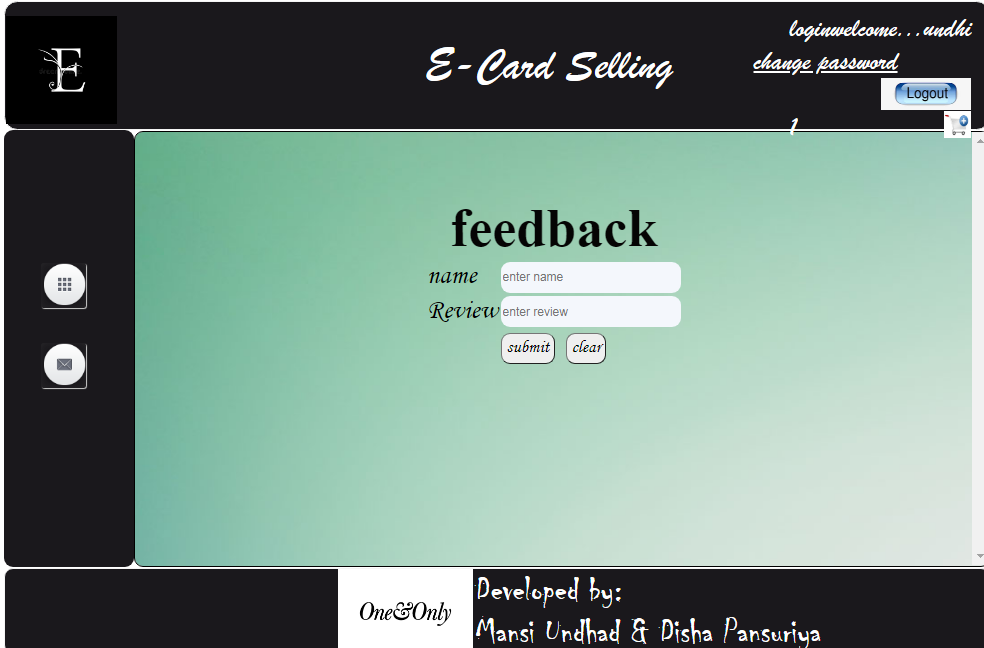 E
E-Card Selling
loginwelcome...undhi
change password
Logout
1
feedback
name
enter name
Review
enter review
submit
clear
One&Only
Developed by:
Mansi Undhad & Disha Pansuriya